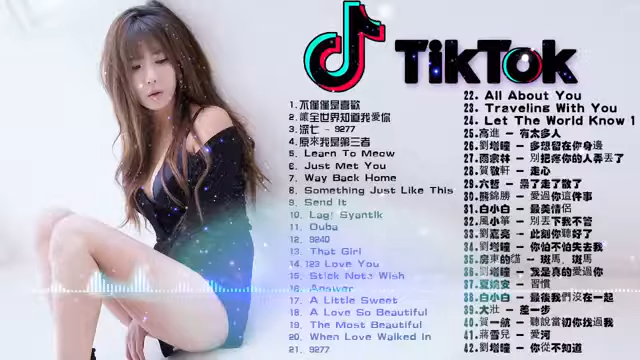 TikTok
1. 不僅僅是喜歡
2. 讓全世界知道我愛你
3. 深七 - 9277
4. 原來我是第三者
5. Learn To Meow
6. Just Met You
7. Way Back Home
8. Something Just Like This
9. Send It
10. Lagi Syantik
11. Ouba
12. 9240
13. That Girl
14. 123 Love You
15. Stick Note Wish
16. Answer
17. A Little Sweet
18. A Love So Beautiful
19. The Most Beautiful
20. When Love Walked In
21. 9277
22. All About You
23. Traveling With You
24. Let The World Know 1
25. 高進 - 有太多人
26. 劉增瞳 - 多想留在你身邊
27. 雨宗林 - 別把疼你的人弄丟了
28. 賀敬軒 - 走心
29. 六哲 - 梟了走了散了
30. 熊錦勝 - 愛過你這件事
31. 白小白 - 最美情侶
32. 風小箏 - 別丟下我不管
33. 劉嘉亮 - 此刻你聽好了
34. 劉增瞳 - 你怕不怕失去我
35. 房東的貓 - 斑馬, 斑馬
36. 劉增瞳 - 我是真的愛過你
37. 夏婉安 - 習慣
38. 白小白 - 最後我們沒在一起
39. 大壯 - 差一步
40. 賀一航 - 聽說當初你找過我
41. 蔣雪兒 - 愛河
42. 劉增瞳 - 你從不知道